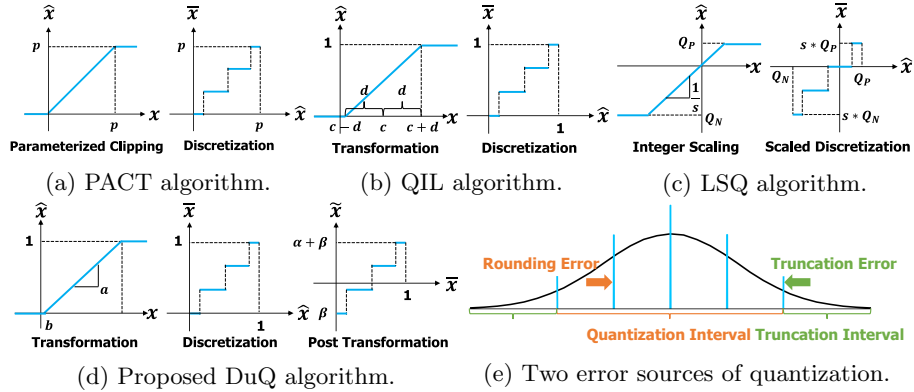 x̂
p
p
x
Parameterized Clipping
x̄
p
p
x̂
Discretization
(a) PACT algorithm.
x̂
1
d
d
c − d
c
c + d
x
Transformation
x̄
1
1
x̂
Discretization
(b) QIL algorithm.
x̂
Q_P
x
1
s
Q_N
Integer Scaling
x̄
s * Q_P
Q_N
Q_P
x̂
s * Q_N
Scaled Discretization
(c) LSQ algorithm.
x̂
1
a
b
x
Transformation
x̄
1
1
x̂
Discretization
x̃
α + β
1
x̄
β
Post Transformation
(d) Proposed DuQ algorithm.
Rounding Error
Truncation Error
Quantization Interval
Truncation Interval
(e) Two error sources of quantization.